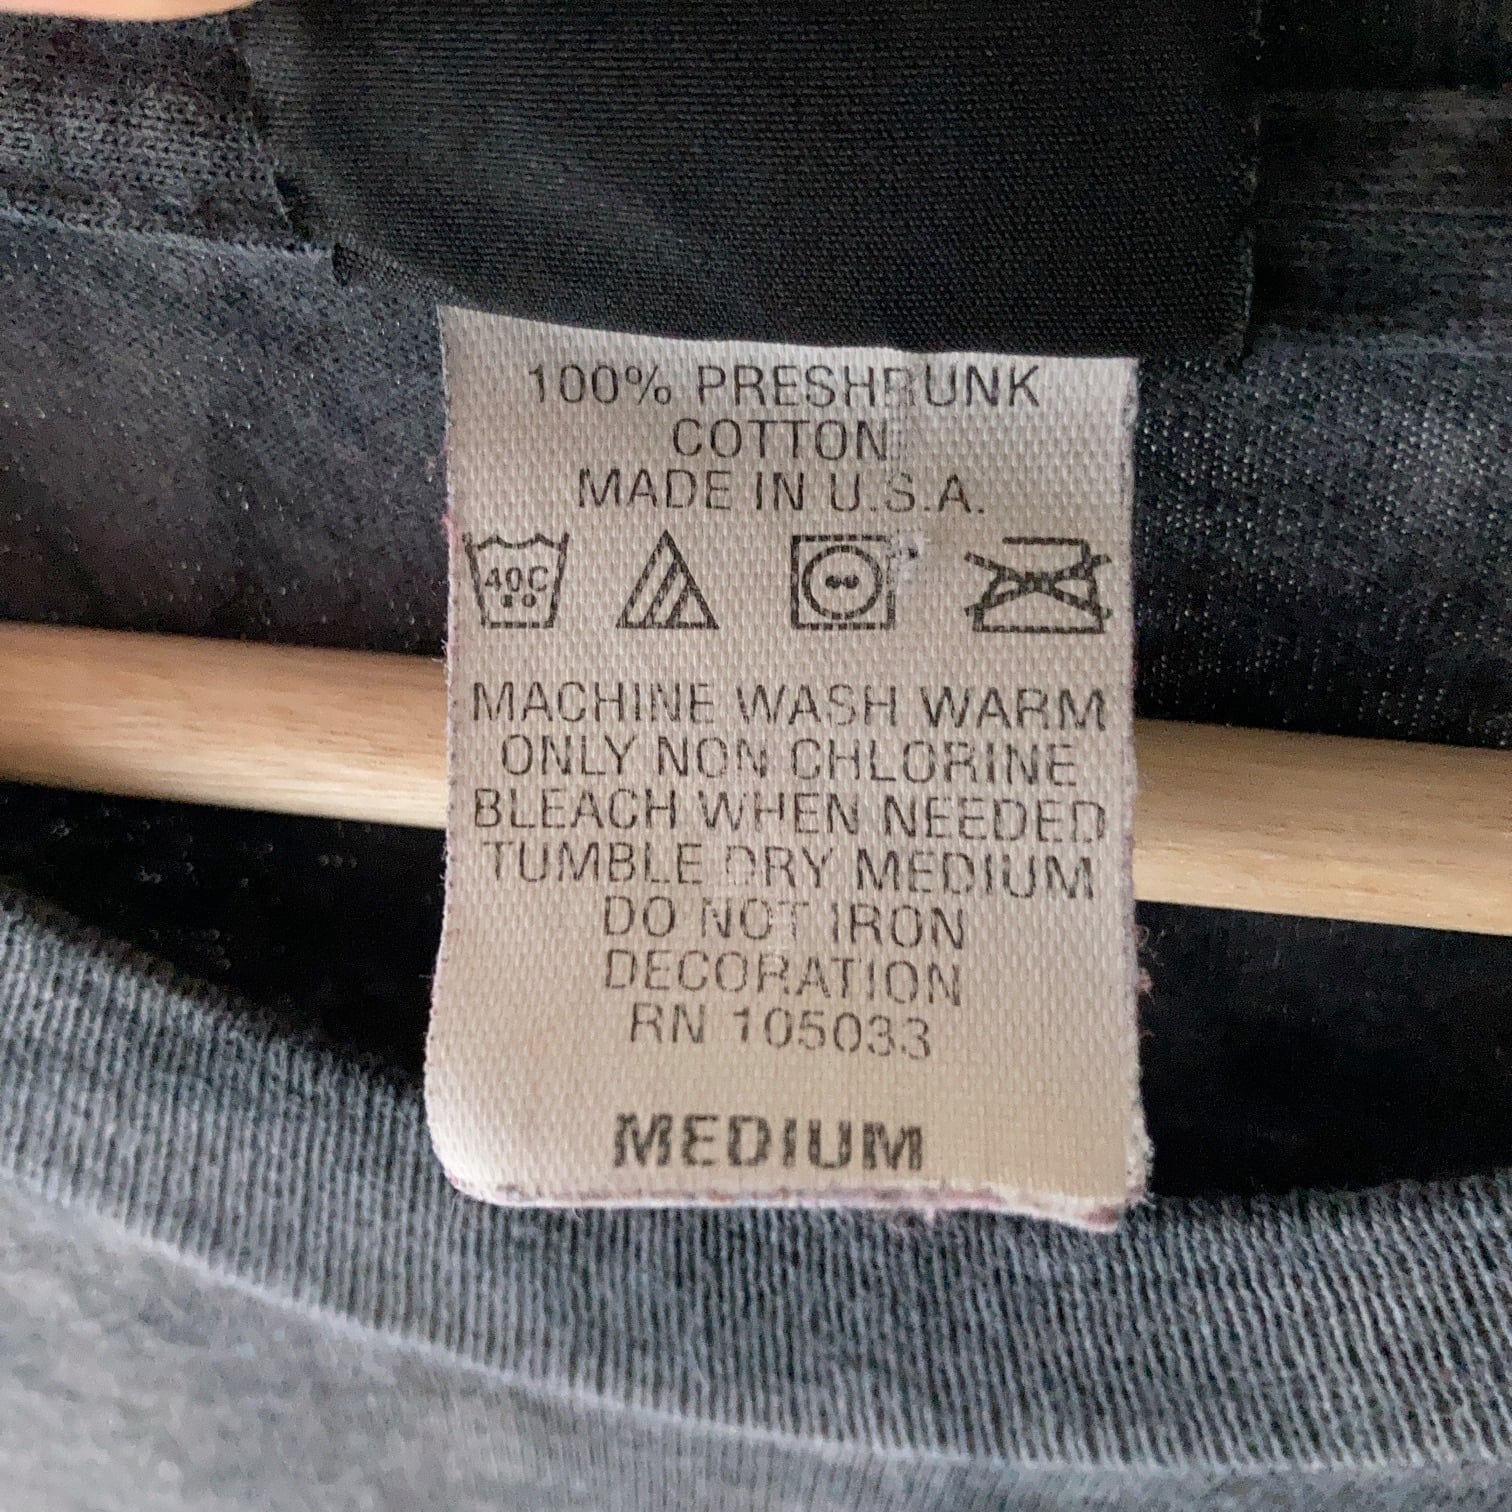 100% PRESHRUNK
COTTON
MADE IN U.S.A.
40C
MACHINE WASH WARM
ONLY NON CHLORINE
BLEACH WHEN NEEDED
TUMBLE DRY MEDIUM
DO NOT IRON
DECORATION
RN 105033
MEDIUM